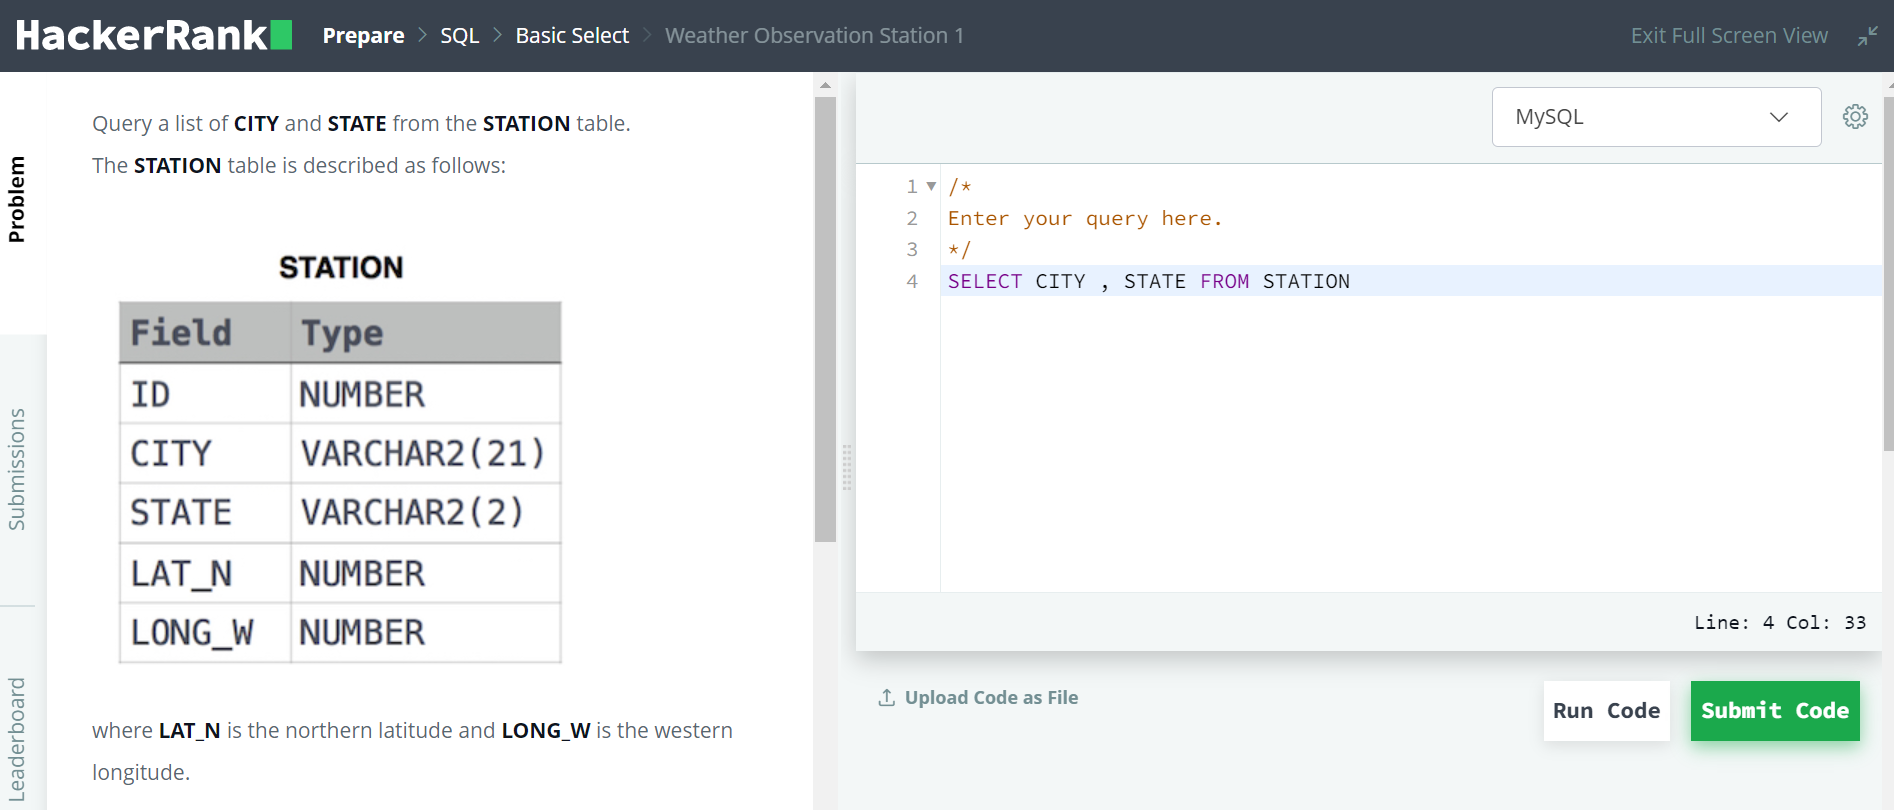 HackerRank
Prepare > SQL > Basic Select > Weather Observation Station 1
Exit Full Screen View
Problem
Submissions
Leaderboard
Query a list of CITY and STATE from the STATION table.
The STATION table is described as follows:
STATION
Field Type
ID NUMBER
CITY VARCHAR2(21)
STATE VARCHAR2(2)
LAT_N NUMBER
LONG_W NUMBER
where LAT_N is the northern latitude and LONG_W is the western
longitude.
MySQL
1 /*
2 Enter your query here.
3 */
4 SELECT CITY , STATE FROM STATION
Line: 4 Col: 33
Upload Code as File
Run Code
Submit Code